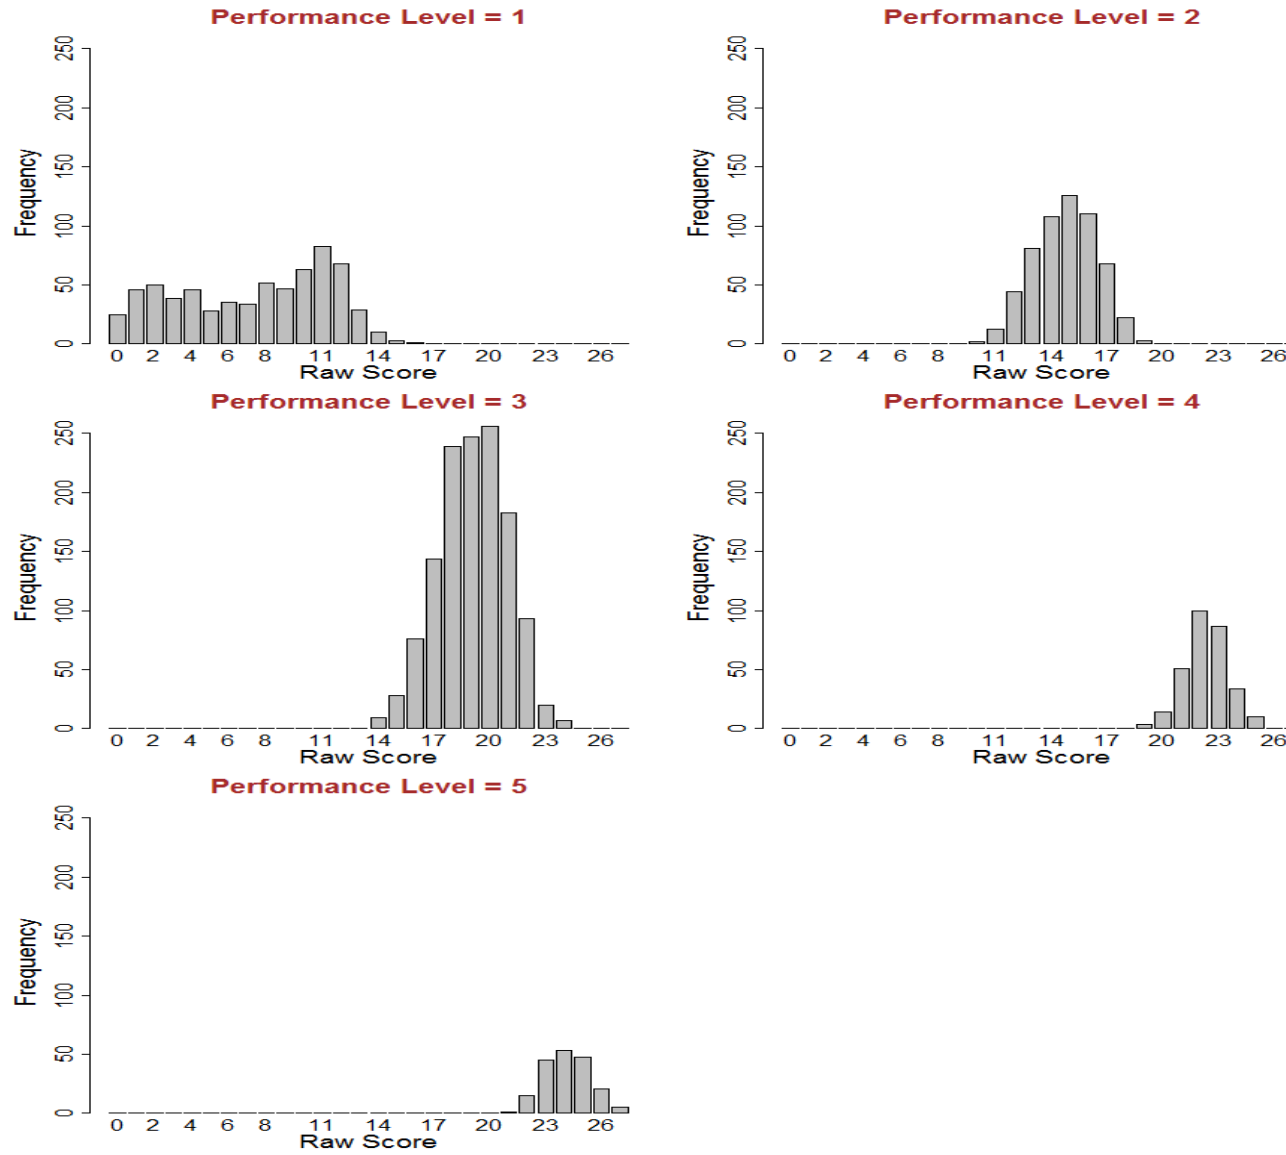 Performance Level = 1
250
200
150
100
50
0
Frequency
0 2 4 6 8 11 14 17 20 23 26
Raw Score
Performance Level = 2
250
200
150
100
50
0
Frequency
0 2 4 6 8 11 14 17 20 23 26
Raw Score
Performance Level = 3
250
200
150
100
50
0
Frequency
0 2 4 6 8 11 14 17 20 23 26
Raw Score
Performance Level = 4
250
200
150
100
50
0
Frequency
0 2 4 6 8 11 14 17 20 23 26
Raw Score
Performance Level = 5
250
200
150
100
50
0
Frequency
0 2 4 6 8 11 14 17 20 23 26
Raw Score